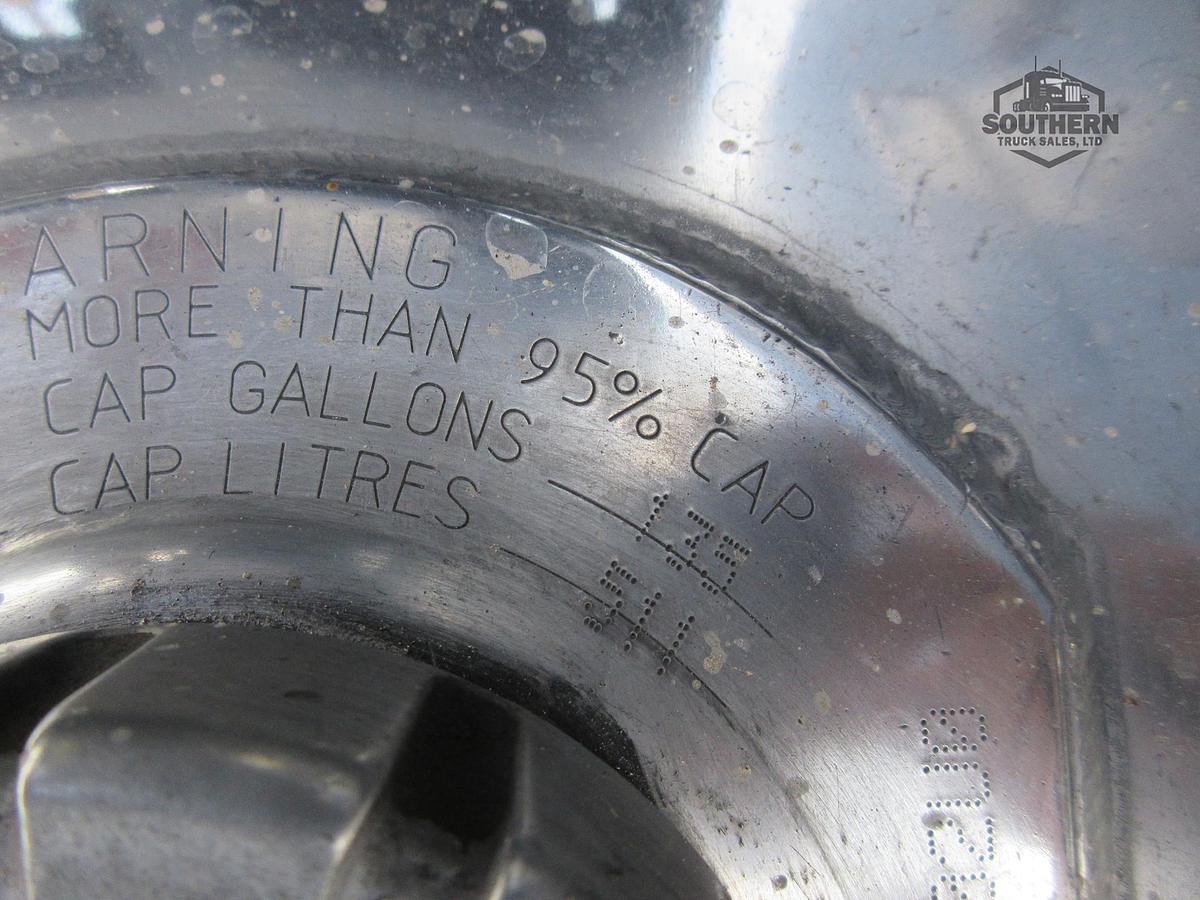 SOUTHERN
TRUCK SALES, LTD
ARNING
MORE THAN 95% CAP
CAP GALLONS 135
CAP LITRES 511